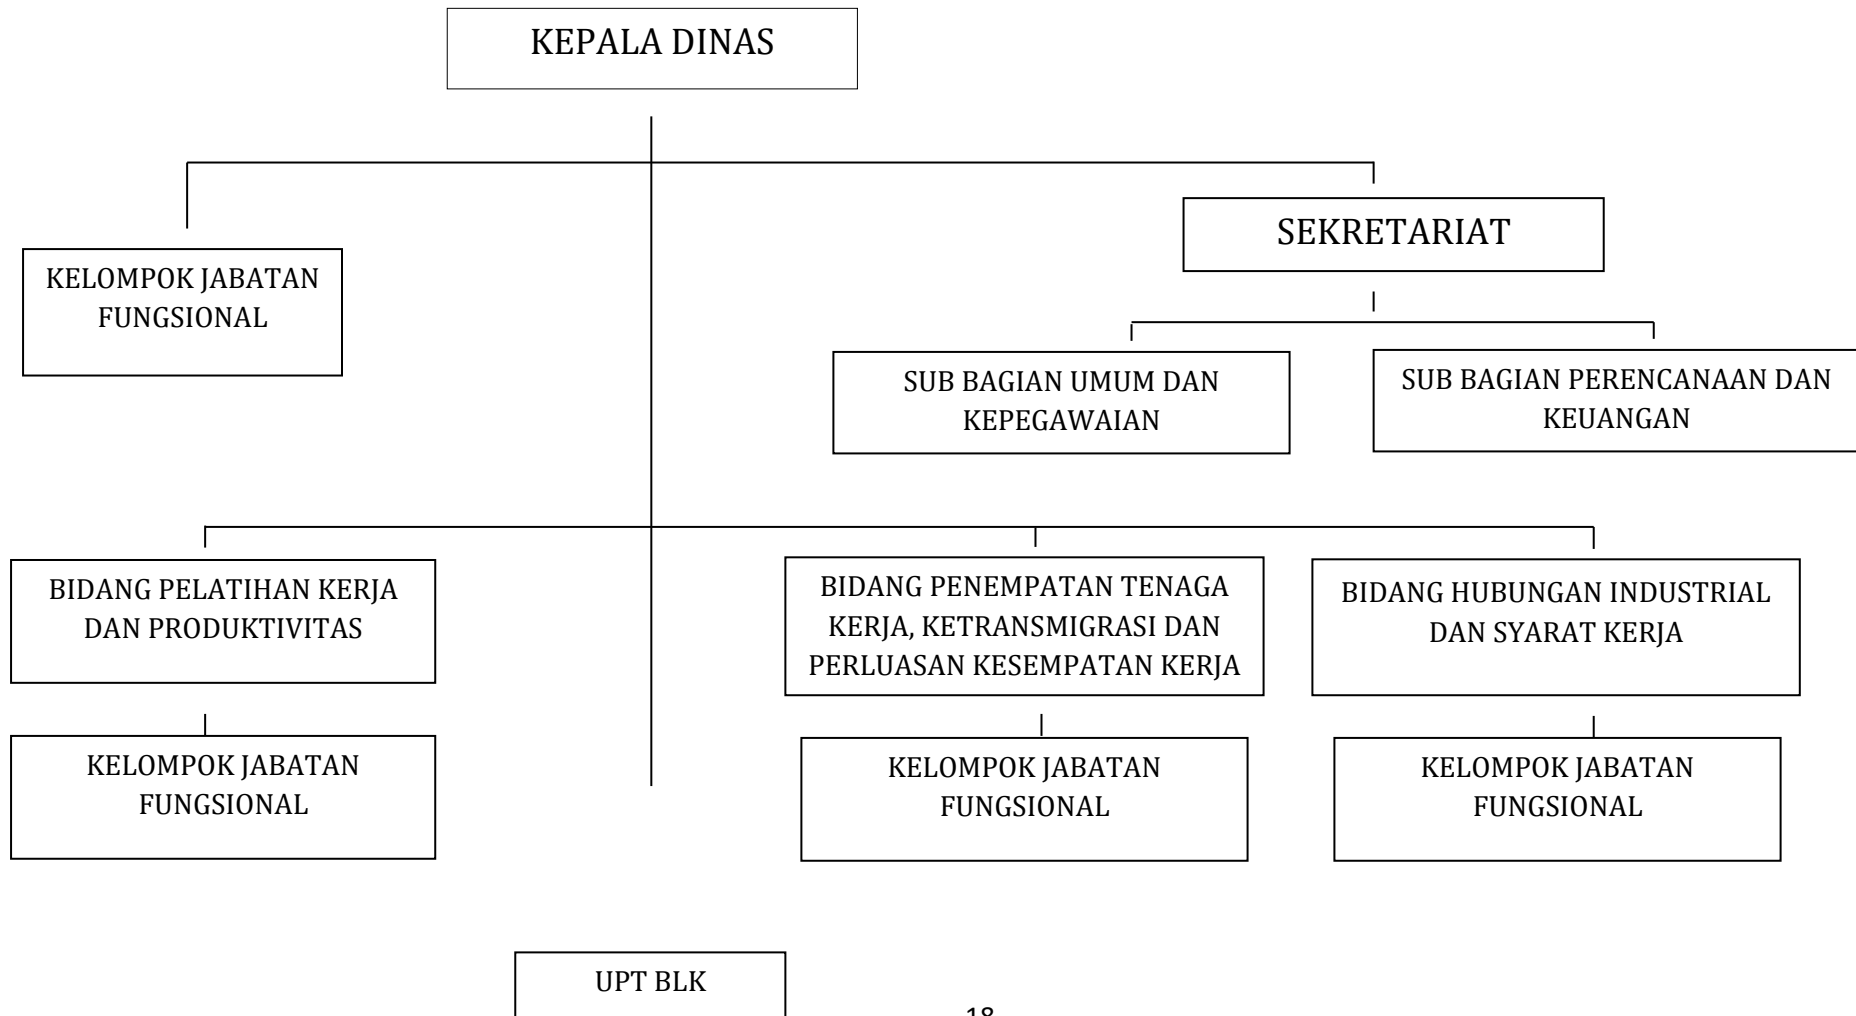 KEPALA DINAS
SEKRETARIAT
KELOMPOK JABATAN
FUNGSIONAL
SUB BAGIAN UMUM DAN
KEPEGAWAIAN
SUB BAGIAN PERENCANAAN DAN
KEUANGAN
BIDANG PELATIHAN KERJA
DAN PRODUKTIVITAS
BIDANG PENEMPATAN TENAGA
KERJA, KETRANSMIGRASI DAN
PERLUASAN KESEMPATAN KERJA
BIDANG HUBUNGAN INDUSTRIAL
DAN SYARAT KERJA
KELOMPOK JABATAN
FUNGSIONAL
KELOMPOK JABATAN
FUNGSIONAL
KELOMPOK JABATAN
FUNGSIONAL
UPT BLK
18